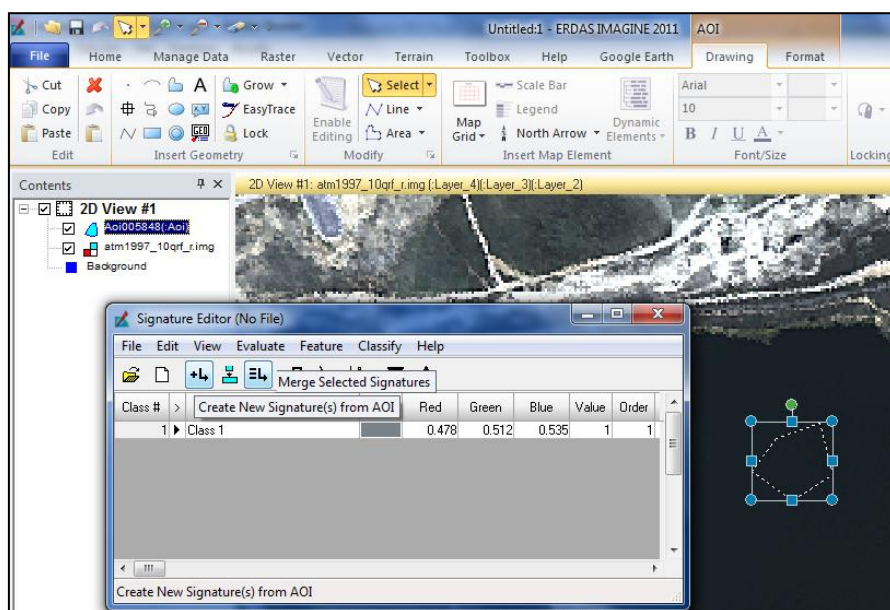 Untitled:1 - ERDAS IMAGINE 2011 AOI
File Home Manage Data Raster Vector Terrain Toolbox Help Google Earth Drawing Format
Cut A Grow Select Scale Bar Arial
Copy EasyTrace Enable Editing Line Map Grid Legend Dynamic Elements 10
Paste GEO Lock Area North Arrow B I U A
Edit Insert Geometry Modify Insert Map Element Font/Size Locking
Contents 2D View #1: atm1997_10qrf_r.img (:Layer_4)(:Layer_3)(:Layer_2)
2D View #1
Aoi005848(:Aoi)
atm1997_10qrf_r.img
Background
Signature Editor (No File)
File Edit View Evaluate Feature Classify Help
Merge Selected Signatures
Class # > Create New Signature(s) from AOI Red Green Blue Value Order
1 Class 1 0.478 0.512 0.535 1 1
Create New Signature(s) from AOI